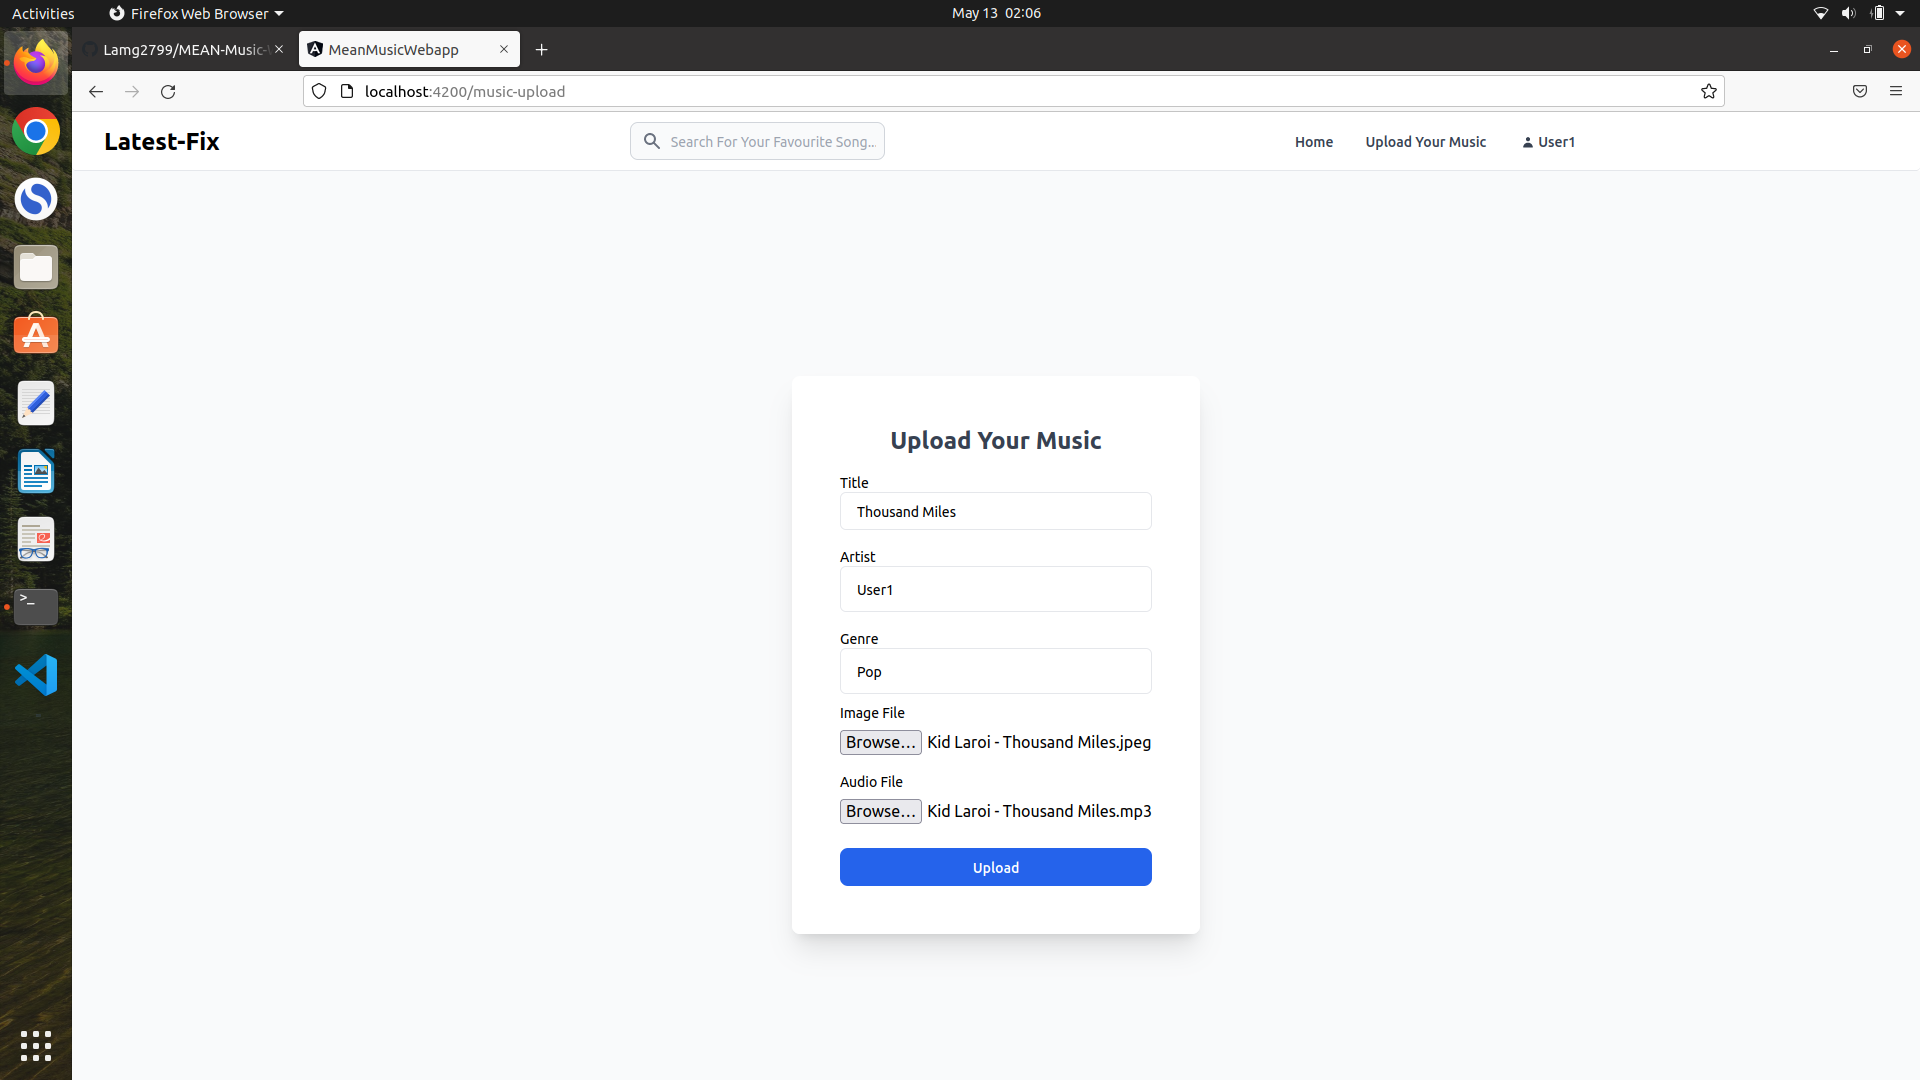 Activities
Firefox Web Browser
May 13 02:06
Lamg2799/MEAN-Music-
MeanMusicWebapp
localhost:4200/music-upload
Latest-Fix
Search For Your Favourite Song...
Home
Upload Your Music
User1
Upload Your Music
Title
Thousand Miles
Artist
User1
Genre
Pop
Image File
Browse... Kid Laroi - Thousand Miles.jpeg
Audio File
Browse... Kid Laroi - Thousand Miles.mp3
Upload